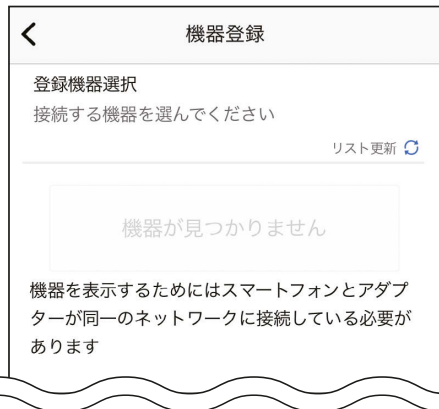 機器登録
登録機器選択
接続する機器を選んでください
リスト更新
機器が見つかりません
機器を表示するためにはスマートフォンとアダプ
ターが同一のネットワークに接続している必要が
あります